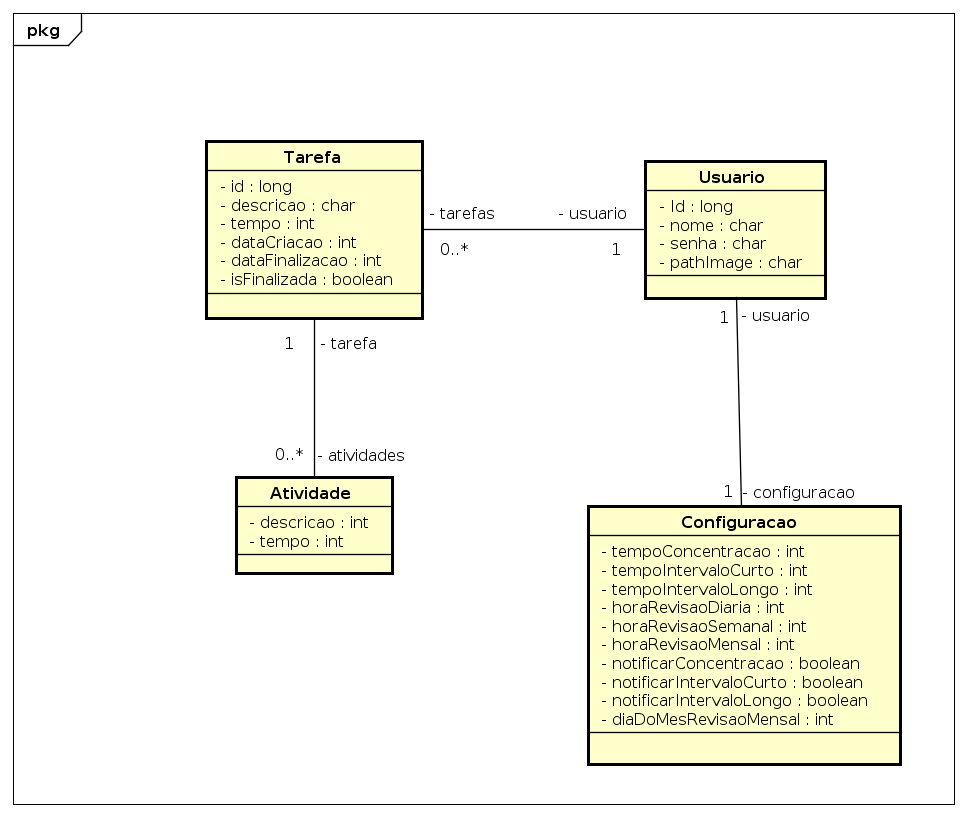 pkg
Tarefa
- id : long
- descricao : char
- tempo : int
- dataCriacao : int
- dataFinalizacao : int
- isFinalizada : boolean
- tarefas
0..*
- usuario
1
Usuario
- Id : long
- nome : char
- senha : char
- pathImage : char
1
- tarefa
0..*
- atividades
Atividade
- descricao : int
- tempo : int
1
- usuario
1
- configuracao
Configuracao
- tempoConcentracao : int
- tempoIntervaloCurto : int
- tempoIntervaloLongo : int
- horaRevisaoDiaria : int
- horaRevisaoSemanal : int
- horaRevisaoMensal : int
- notificarConcentracao : boolean
- notificarIntervaloCurto : boolean
- notificarIntervaloLongo : boolean
- diaDoMesRevisaoMensal : int